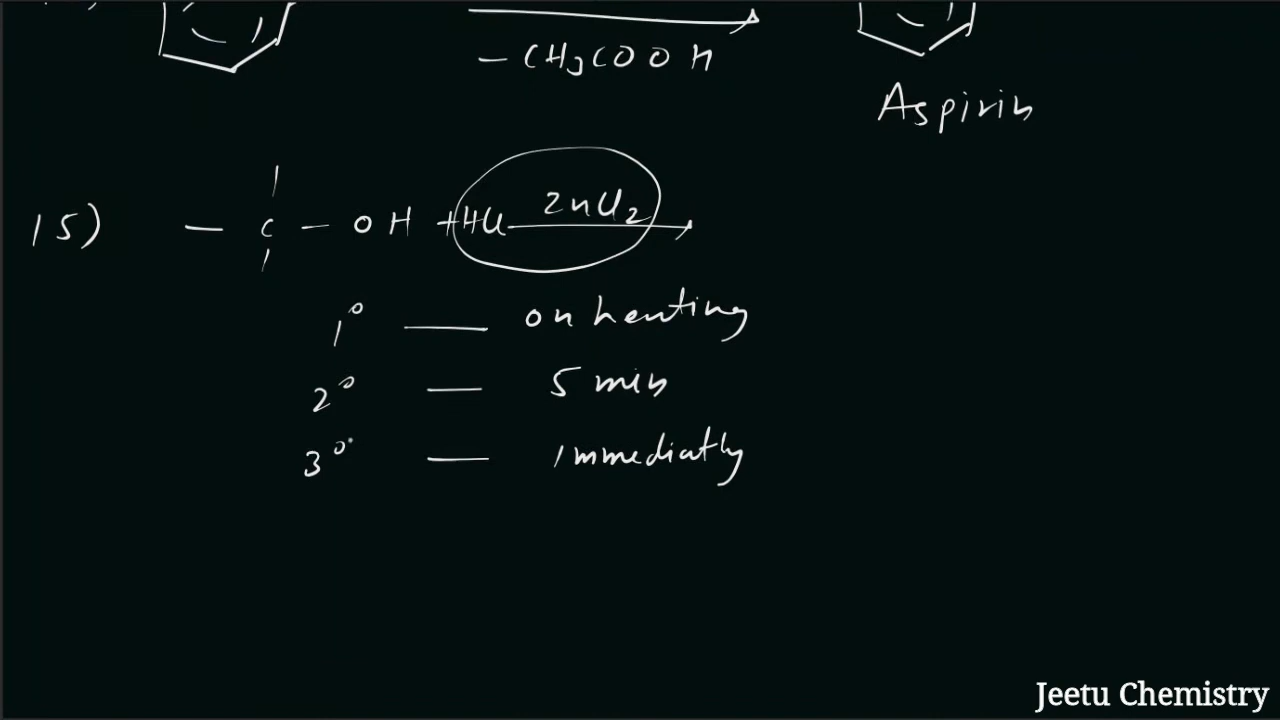 - CH3COOH
Aspirin
15) - C - OH + HCl ZnCl2
1° — on heating
2° — 5 min
3° — immediatly
Jeetu Chemistry